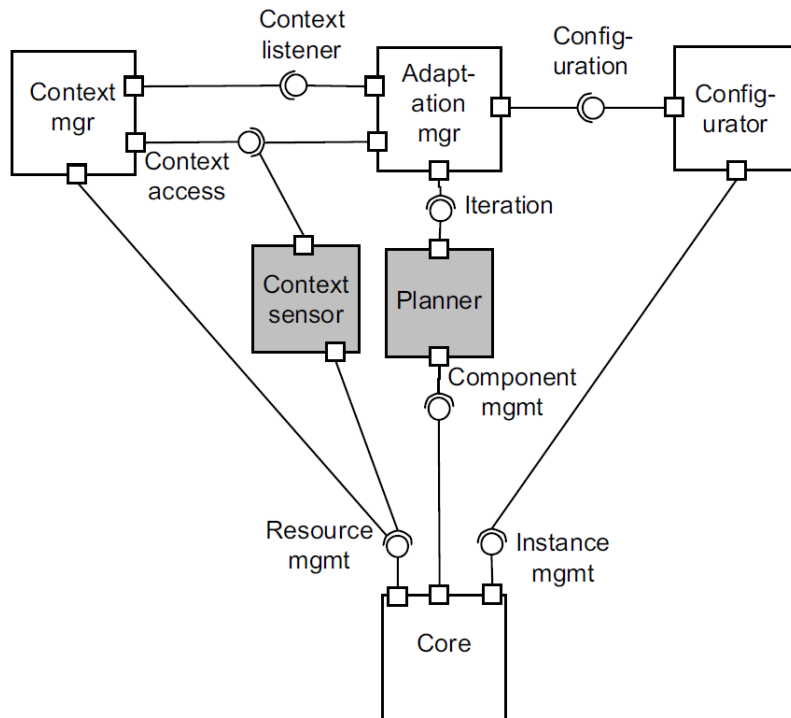 Context
listener
Config-
uration
Context
mgr
Adapt-
ation
mgr
Config-
urator
Context
access
Iteration
Context
sensor
Planner
Component
mgmt
Resource
mgmt
Instance
mgmt
Core